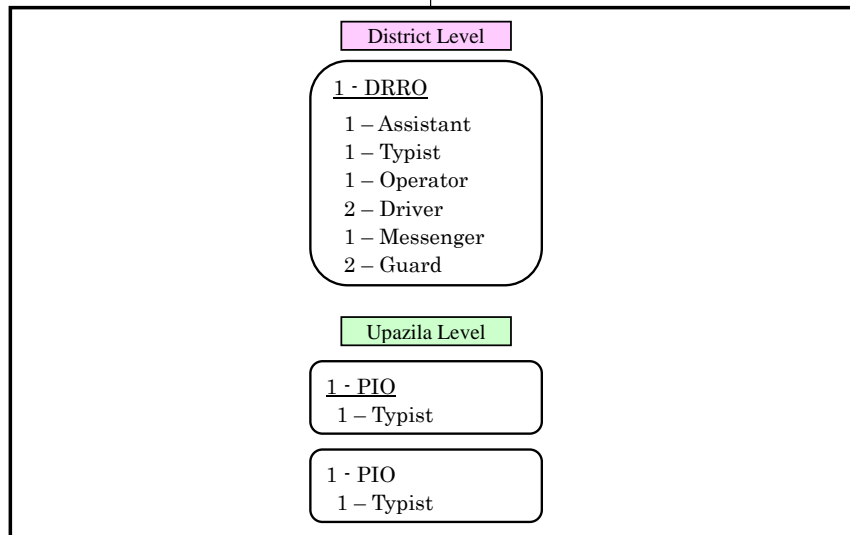 District Level
1 - DRRO
1 – Assistant
1 – Typist
1 – Operator
2 – Driver
1 – Messenger
2 – Guard
Upazila Level
1 - PIO
1 – Typist
1 - PIO
1 – Typist